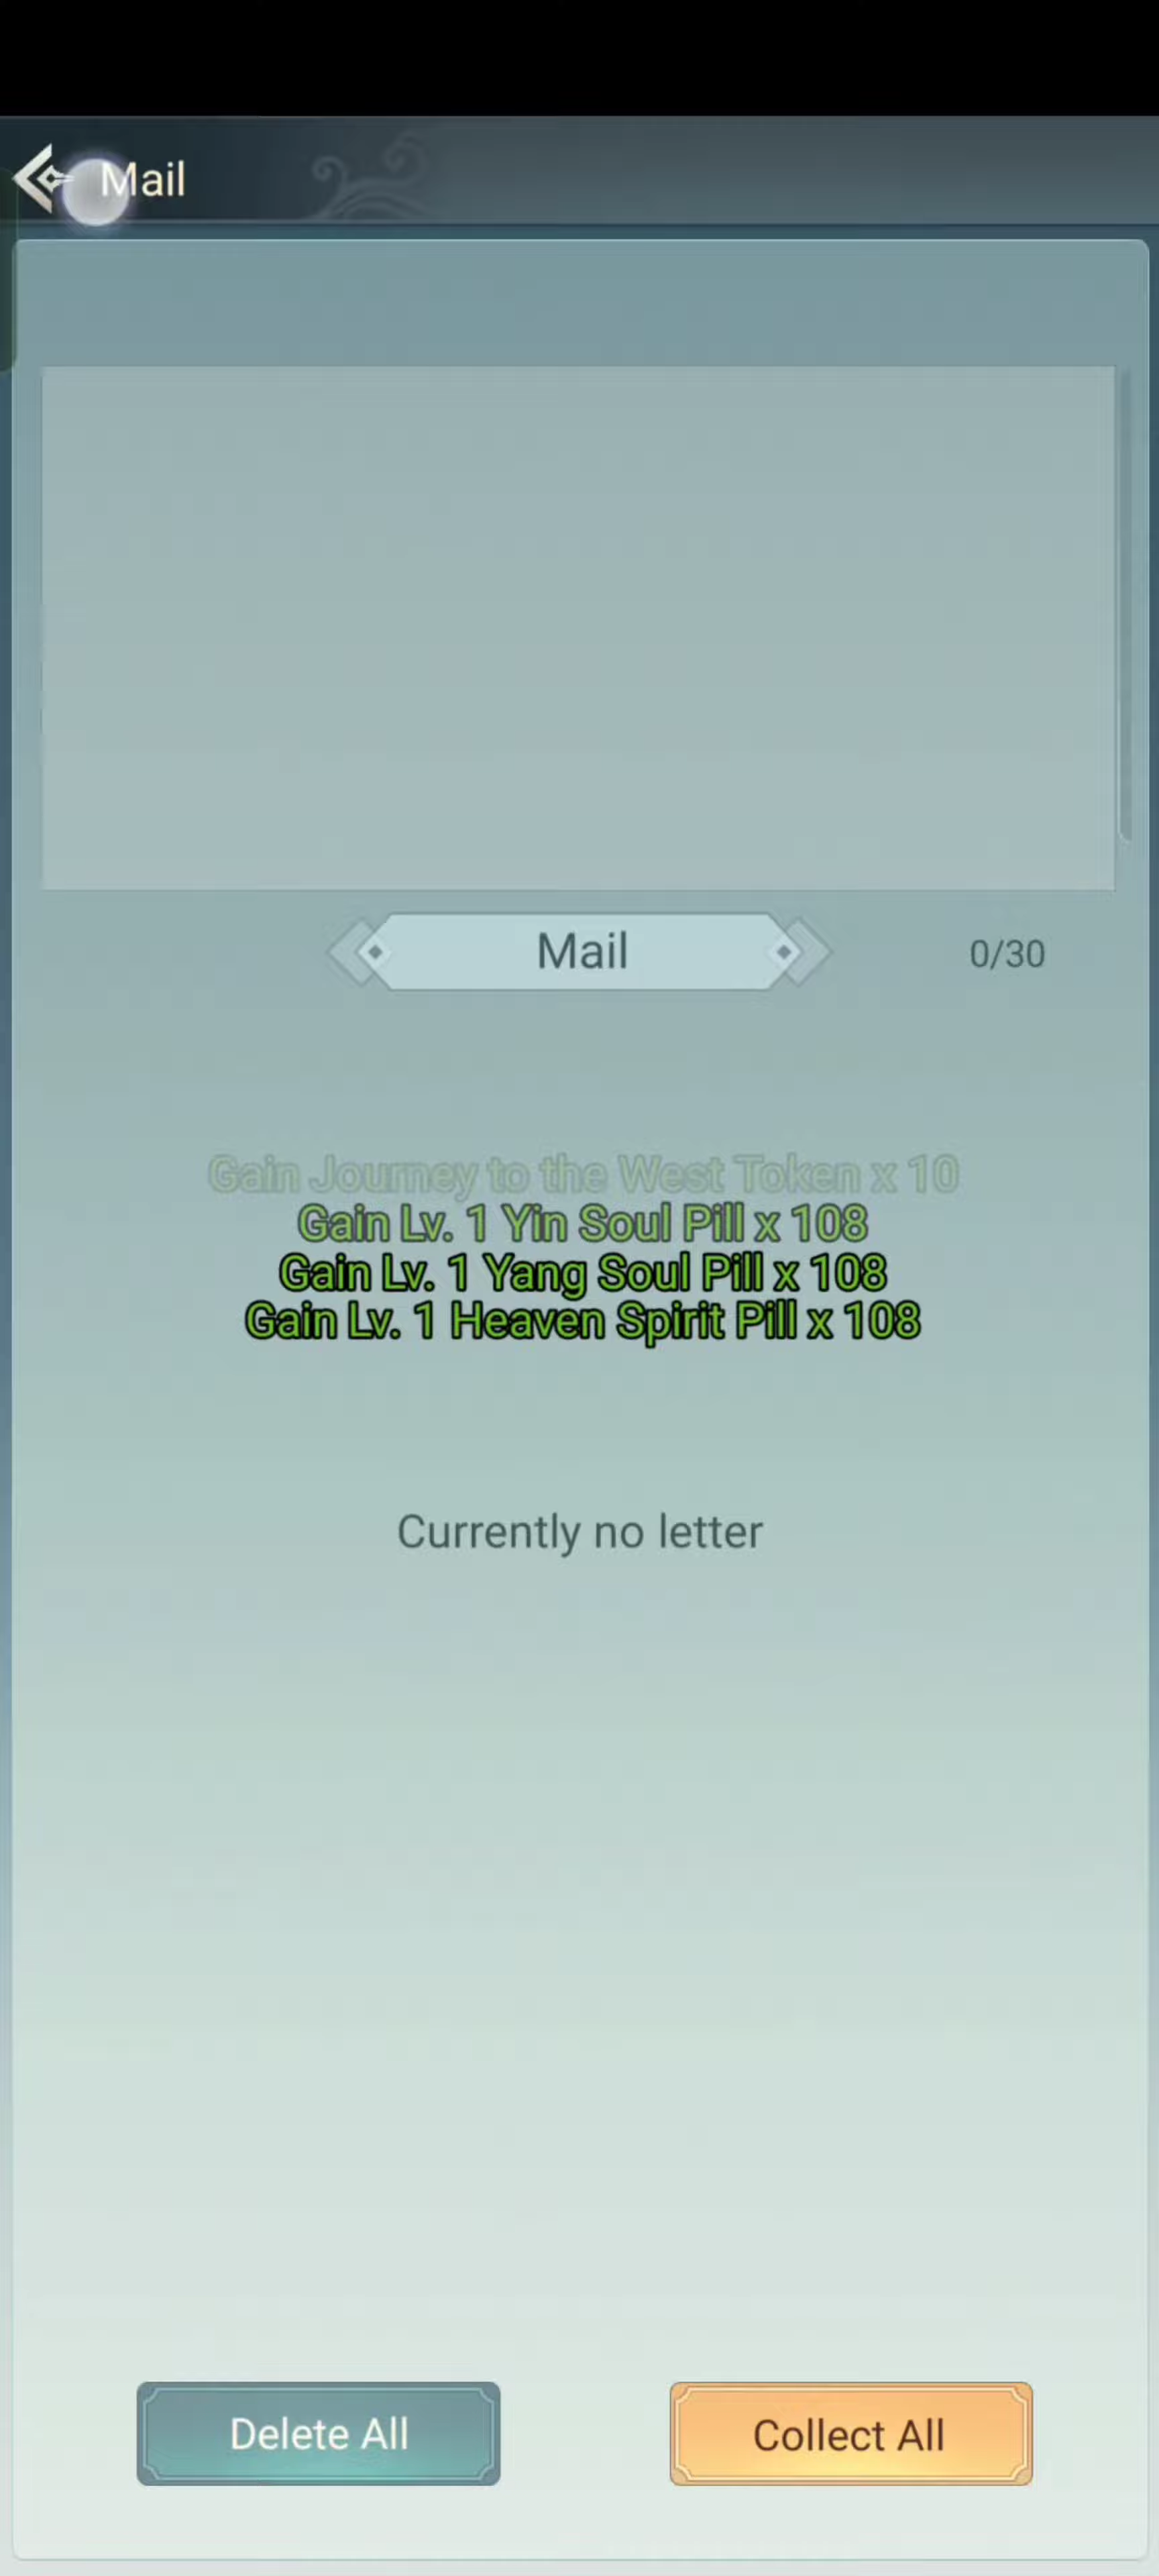 Mail
Mail
0/30
Gain Journey to the West Token x 10
Gain Lv. 1 Yin Soul Pill x 108
Gain Lv. 1 Yang Soul Pill x 108
Gain Lv. 1 Heaven Spirit Pill x 108
Currently no letter
Delete All
Collect All